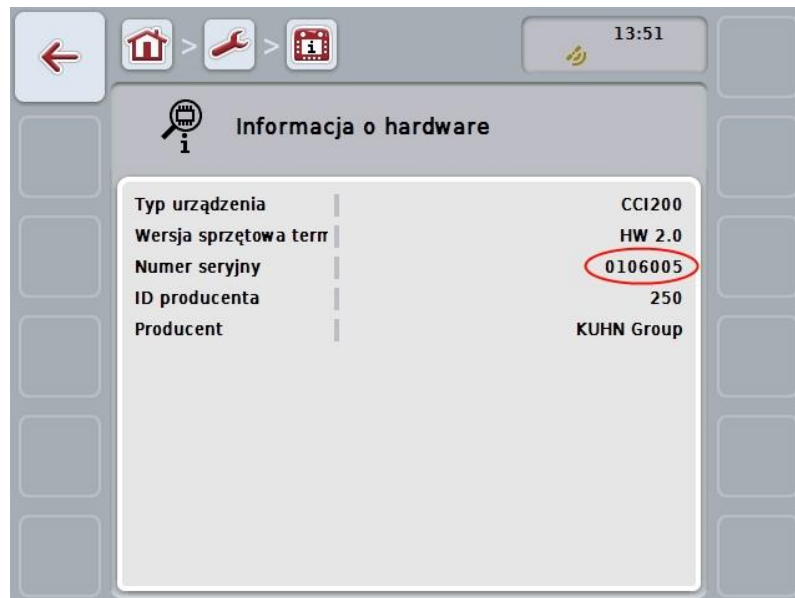 13:51
Informacja o hardware
Typ urządzenia CCI200
Wersja sprzętowa term HW 2.0
Numer seryjny 0106005
ID producenta 250
Producent KUHN Group